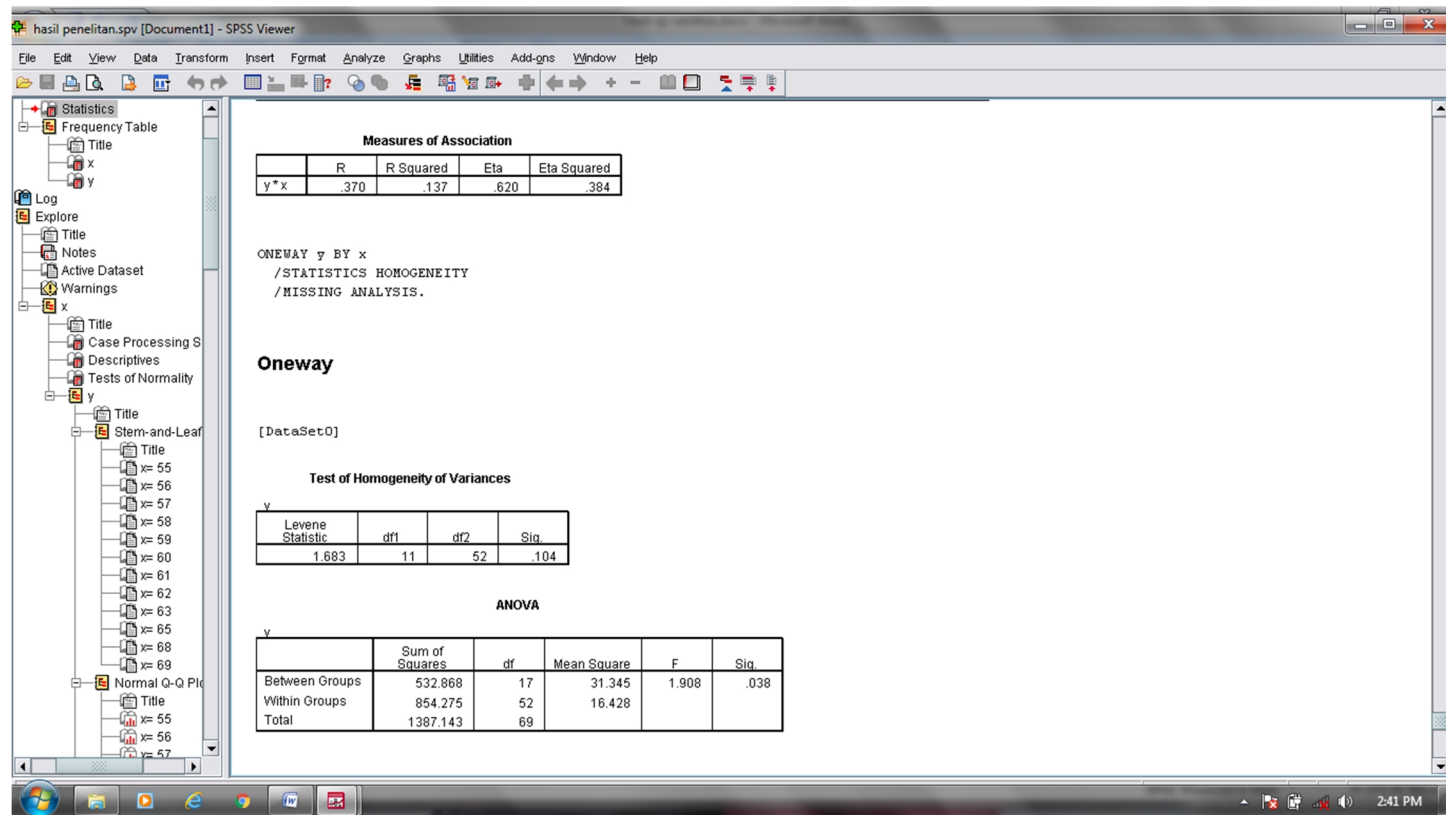 hasil penelitan.spv [Document1] - SPSS Viewer
File Edit View Data Transform Insert Format Analyze Graphs Utilities Add-ons Window Help
Statistics
Frequency Table
Title
x
y
Log
Explore
Title
Notes
Active Dataset
Warnings
x
Title
Case Processing S
Descriptives
Tests of Normality
y
Title
Stem-and-Leaf
Title
x= 55
x= 56
x= 57
x= 58
x= 59
x= 60
x= 61
x= 62
x= 63
x= 65
x= 68
x= 69
Normal Q-Q Plo
Title
x= 55
x= 56
x= 57
Measures of Association
R R Squared Eta Eta Squared
y * x .370 .137 .620 .384
ONEWAY y BY x
/STATISTICS HOMOGENEITY
/MISSING ANALYSIS.
Oneway
[DataSet0]
Test of Homogeneity of Variances
y
Levene Statistic df1 df2 Sig.
1.683 11 52 .104
ANOVA
y
Sum of Squares df Mean Square F Sig.
Between Groups 532.868 17 31.345 1.908 .038
Within Groups 854.275 52 16.428
Total 1387.143 69
2:41 PM